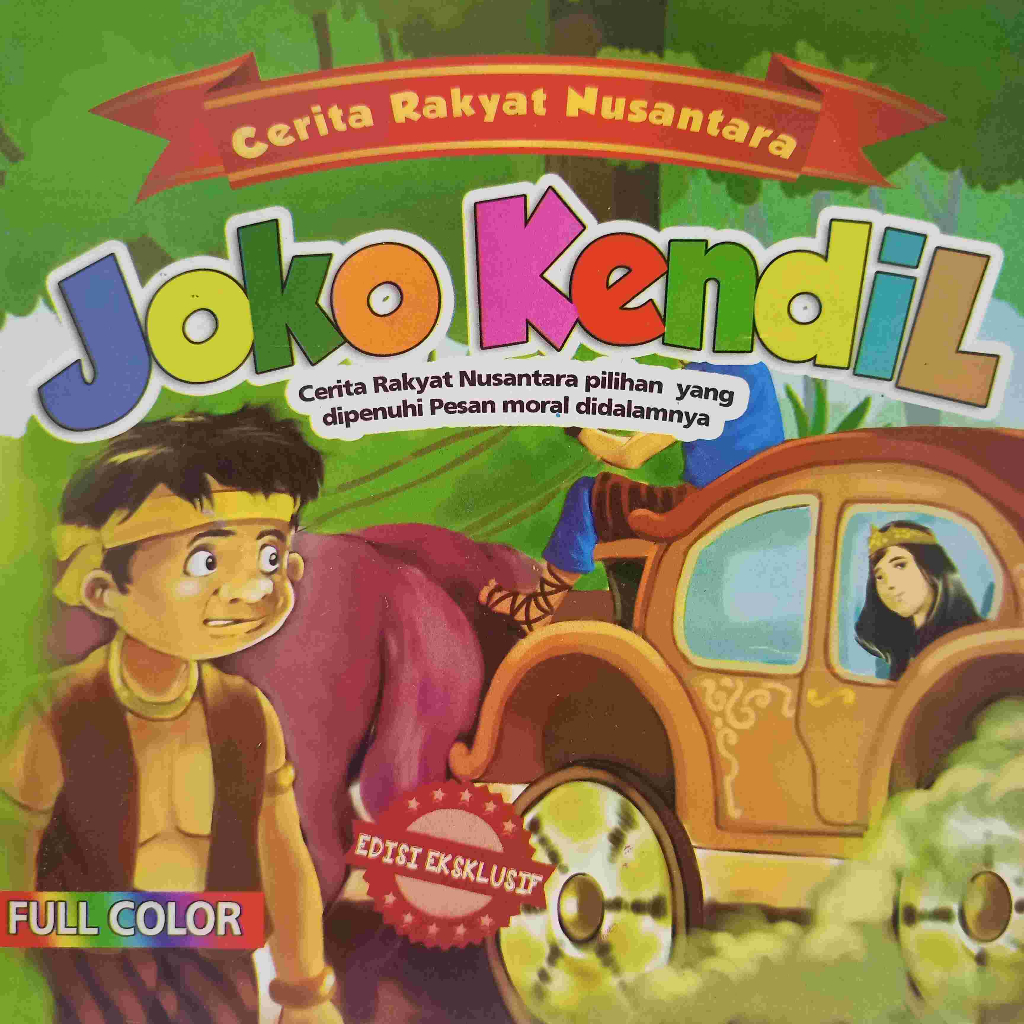 Cerita Rakyat Nusantara
Joko KendiL
Cerita Rakyat Nusantara pilihan yang
dipenuhi Pesan moral didalamnya
EDISI EKSKLUSIF
FULL COLOR